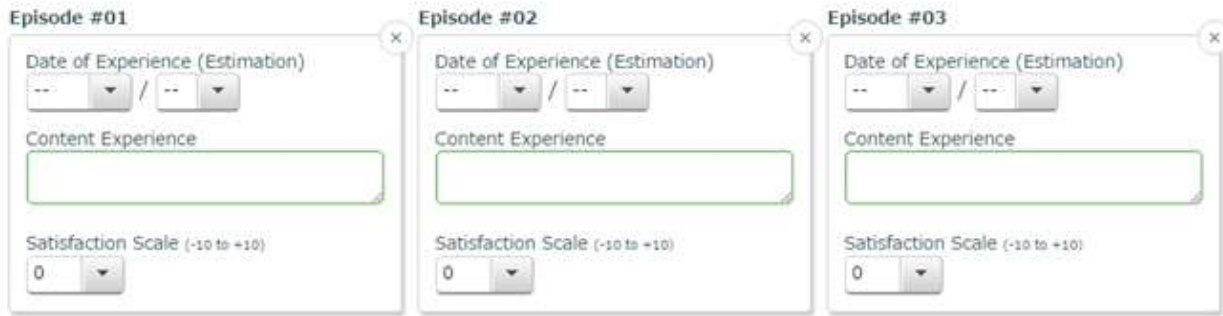 Episode #01
Date of Experience (Estimation)
-- / --
Content Experience
Satisfaction Scale (-10 to +10)
0
Episode #02
Date of Experience (Estimation)
-- / --
Content Experience
Satisfaction Scale (-10 to +10)
0
Episode #03
Date of Experience (Estimation)
-- / --
Content Experience
Satisfaction Scale (-10 to +10)
0